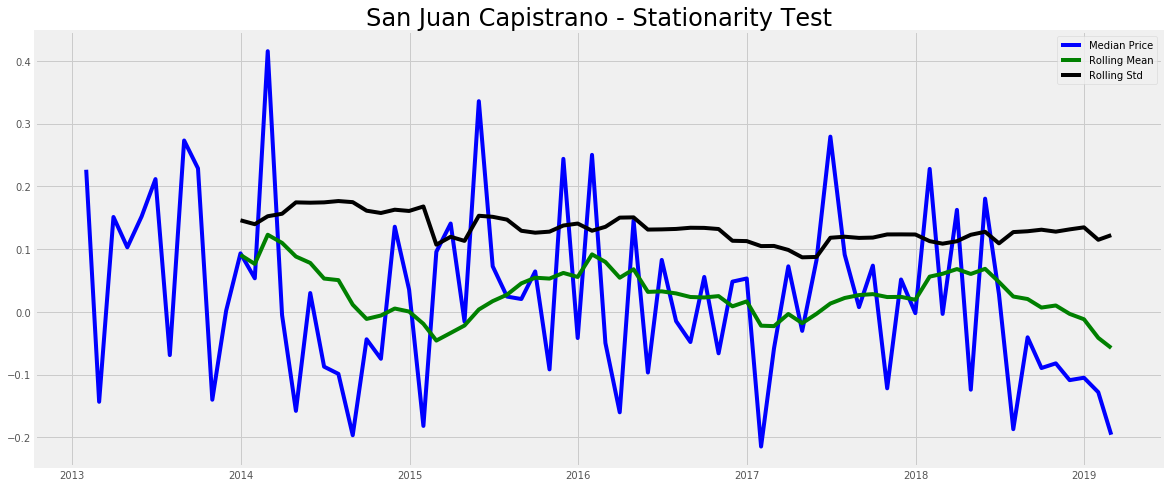 San Juan Capistrano - Stationarity Test
Median Price
Rolling Mean
Rolling Std
0.4
0.3
0.2
0.1
0.0
−0.1
−0.2
2013 2014 2015 2016 2017 2018 2019